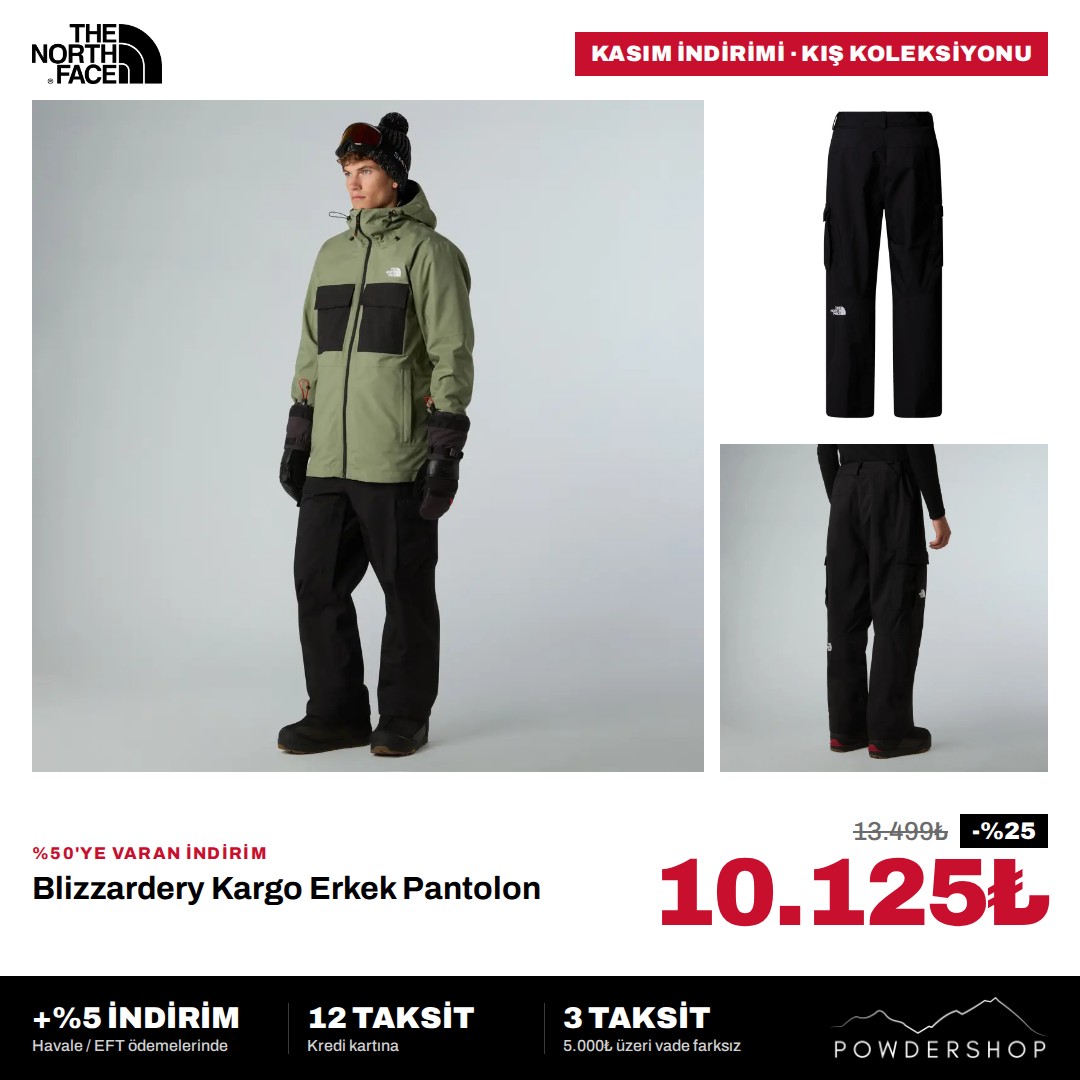 THE
NORTH
FACE
KASIM İNDİRİMİ · KIŞ KOLEKSİYONU
%50'YE VARAN İNDİRİM
Blizzardery Kargo Erkek Pantolon
13.499₺ -%25
10.125₺
+%5 İNDİRİM
Havale / EFT ödemelerinde
12 TAKSİT
Kredi kartına
3 TAKSİT
5.000₺ üzeri vade farksız
POWDERSHOP